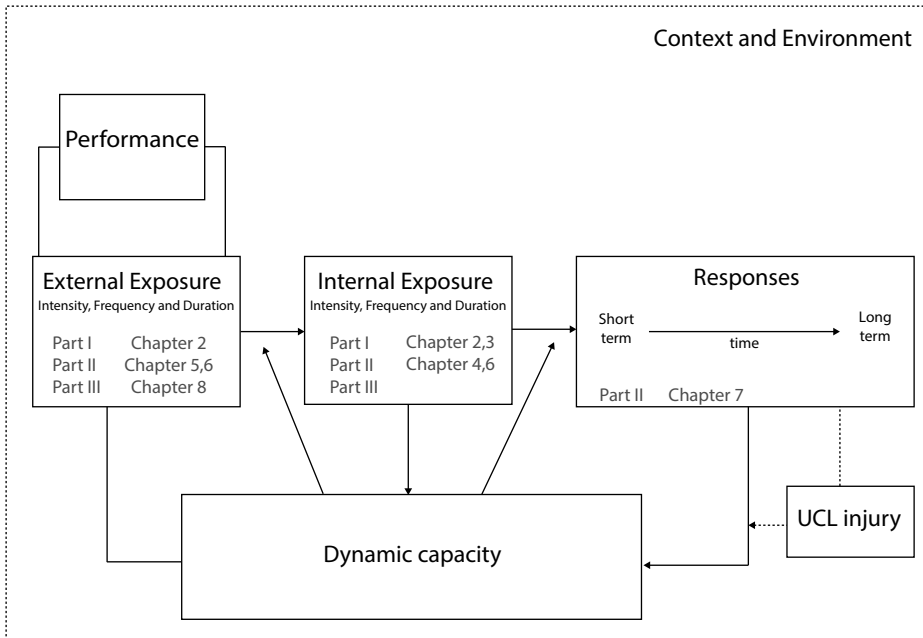 Context and Environment
Performance
External Exposure
Intensity, Frequency and Duration
Part I Chapter 2
Part II Chapter 5,6
Part III Chapter 8
Internal Exposure
Intensity, Frequency and Duration
Part I Chapter 2,3
Part II Chapter 4,6
Part III
Responses
Short term
time
Long term
Part II Chapter 7
UCL injury
Dynamic capacity